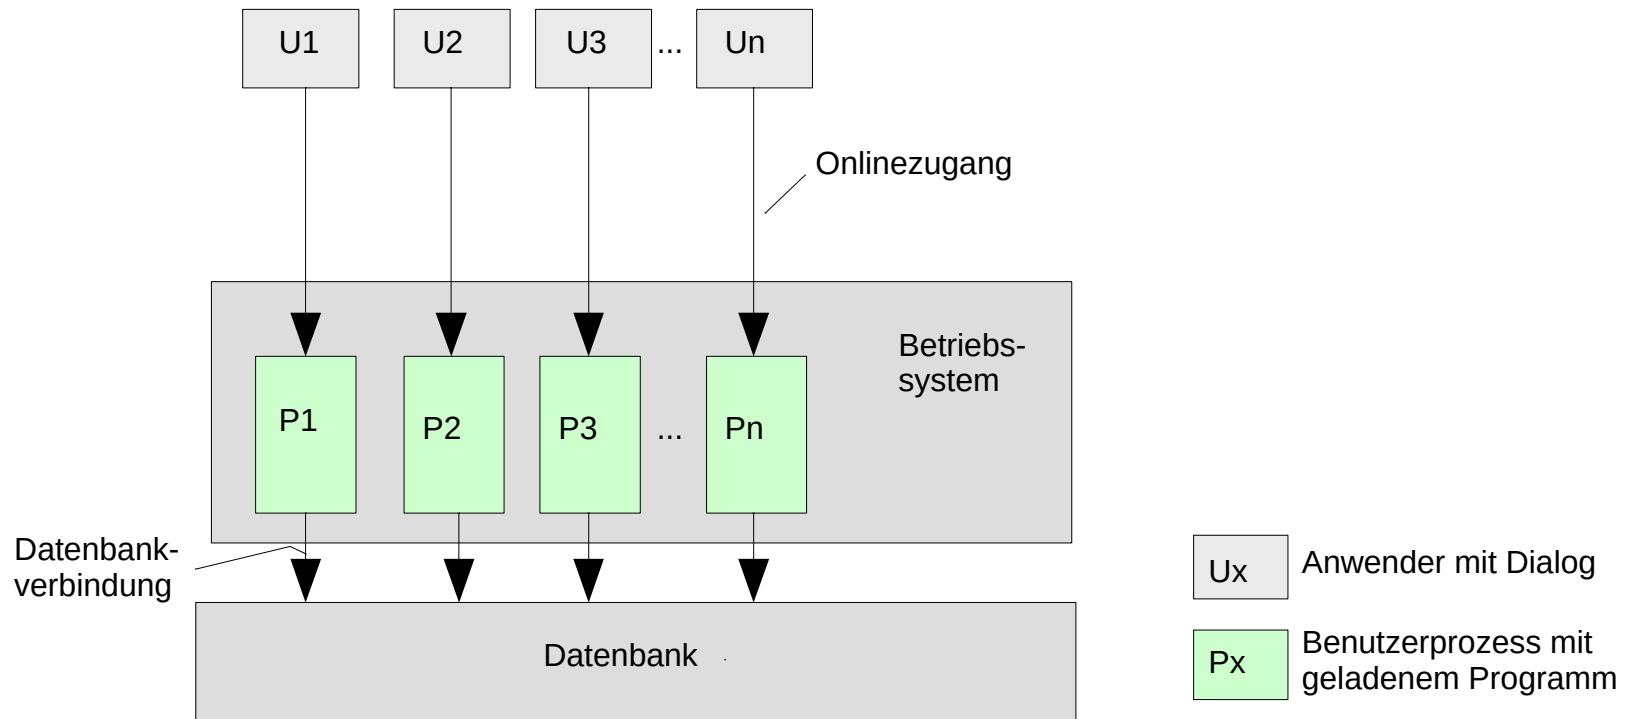 U1
U2
U3
...
Un
Onlinezugang
Betriebs-
system
P1
P2
P3
...
Pn
Datenbank-
verbindung
Datenbank
Ux
Anwender mit Dialog
Px
Benutzerprozess mit
geladenem Programm